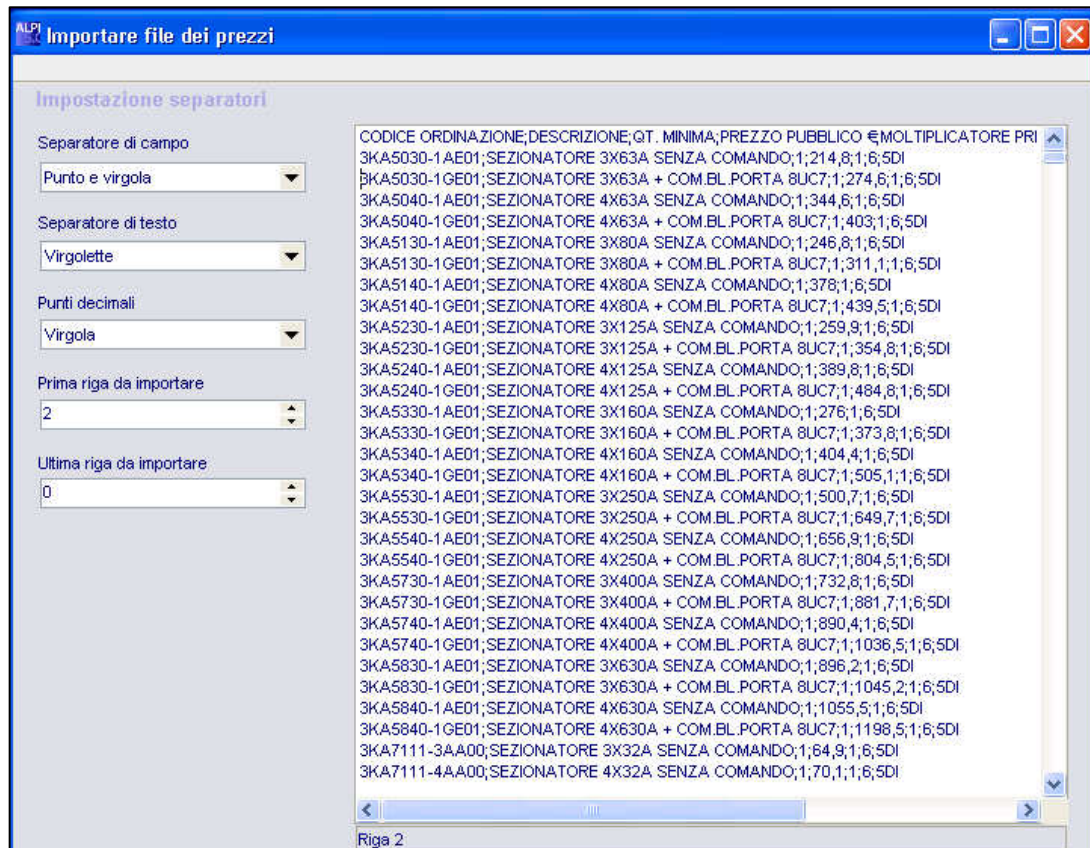 ALPI
Importare file dei prezzi
Impostazione separatori
Separatore di campo
Punto e virgola
Separatore di testo
Virgolette
Punti decimali
Virgola
Prima riga da importare
2
Ultima riga da importare
0
CODICE ORDINAZIONE;DESCRIZIONE;QT. MINIMA;PREZZO PUBBLICO €;MOLTIPLICATORE PRI
3KA5030-1AE01;SEZIONATORE 3X63A SENZA COMANDO;1;214,8;1;6;5DI
3KA5030-1GE01;SEZIONATORE 3X63A + COM.BL.PORTA 8UC7;1;274,6;1;6;5DI
3KA5040-1AE01;SEZIONATORE 4X63A SENZA COMANDO;1;344,6;1;6;5DI
3KA5040-1GE01;SEZIONATORE 4X63A + COM.BL.PORTA 8UC7;1;403;1;6;5DI
3KA5130-1AE01;SEZIONATORE 3X80A SENZA COMANDO;1;246,8;1;6;5DI
3KA5130-1GE01;SEZIONATORE 3X80A + COM.BL.PORTA 8UC7;1;311,1;1;6;5DI
3KA5140-1AE01;SEZIONATORE 4X80A SENZA COMANDO;1;378;1;6;5DI
3KA5140-1GE01;SEZIONATORE 4X80A + COM.BL.PORTA 8UC7;1;439,5;1;6;5DI
3KA5230-1AE01;SEZIONATORE 3X125A SENZA COMANDO;1;259,9;1;6;5DI
3KA5230-1GE01;SEZIONATORE 3X125A + COM.BL.PORTA 8UC7;1;354,8;1;6;5DI
3KA5240-1AE01;SEZIONATORE 4X125A SENZA COMANDO;1;389,8;1;6;5DI
3KA5240-1GE01;SEZIONATORE 4X125A + COM.BL.PORTA 8UC7;1;484,8;1;6;5DI
3KA5330-1AE01;SEZIONATORE 3X160A SENZA COMANDO;1;276;1;6;5DI
3KA5330-1GE01;SEZIONATORE 3X160A + COM.BL.PORTA 8UC7;1;373,8;1;6;5DI
3KA5340-1AE01;SEZIONATORE 4X160A SENZA COMANDO;1;404,4;1;6;5DI
3KA5340-1GE01;SEZIONATORE 4X160A + COM.BL.PORTA 8UC7;1;505,1;1;6;5DI
3KA5530-1AE01;SEZIONATORE 3X250A SENZA COMANDO;1;500,7;1;6;5DI
3KA5530-1GE01;SEZIONATORE 3X250A + COM.BL.PORTA 8UC7;1;649,7;1;6;5DI
3KA5540-1AE01;SEZIONATORE 4X250A SENZA COMANDO;1;656,9;1;6;5DI
3KA5540-1GE01;SEZIONATORE 4X250A + COM.BL.PORTA 8UC7;1;804,5;1;6;5DI
3KA5730-1AE01;SEZIONATORE 3X400A SENZA COMANDO;1;732,8;1;6;5DI
3KA5730-1GE01;SEZIONATORE 3X400A + COM.BL.PORTA 8UC7;1;881,7;1;6;5DI
3KA5740-1AE01;SEZIONATORE 4X400A SENZA COMANDO;1;890,4;1;6;5DI
3KA5740-1GE01;SEZIONATORE 4X400A + COM.BL.PORTA 8UC7;1;1036,5;1;6;5DI
3KA5830-1AE01;SEZIONATORE 3X630A SENZA COMANDO;1;896,2;1;6;5DI
3KA5830-1GE01;SEZIONATORE 3X630A + COM.BL.PORTA 8UC7;1;1045,2;1;6;5DI
3KA5840-1AE01;SEZIONATORE 4X630A SENZA COMANDO;1;1055,5;1;6;5DI
3KA5840-1GE01;SEZIONATORE 4X630A + COM.BL.PORTA 8UC7;1;1198,5;1;6;5DI
3KA7111-3AA00;SEZIONATORE 3X32A SENZA COMANDO;1;64,9;1;6;5DI
3KA7111-4AA00;SEZIONATORE 4X32A SENZA COMANDO;1;70,1;1;6;5DI
Riga 2